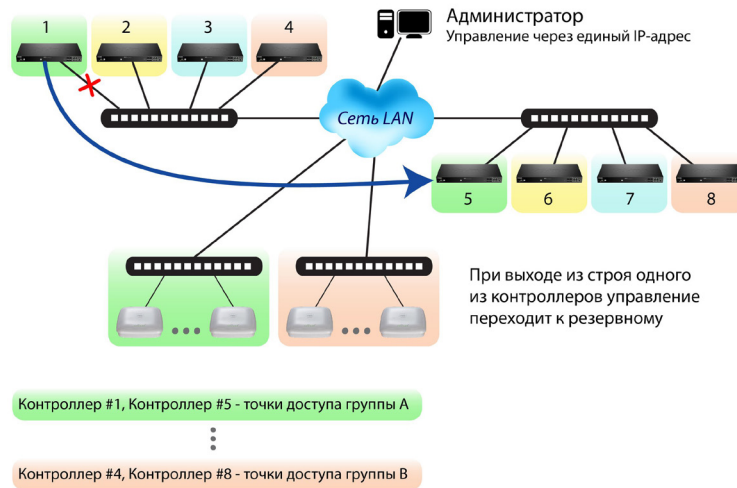 1
2
3
4
Администратор
Управление через единый IP-адрес
Сеть LAN
5
6
7
8
При выходе из строя одного
из контроллеров управление
переходит к резервному
Контроллер #1, Контроллер #5 - точки доступа группы А
Контроллер #4, Контроллер #8 - точки доступа группы В